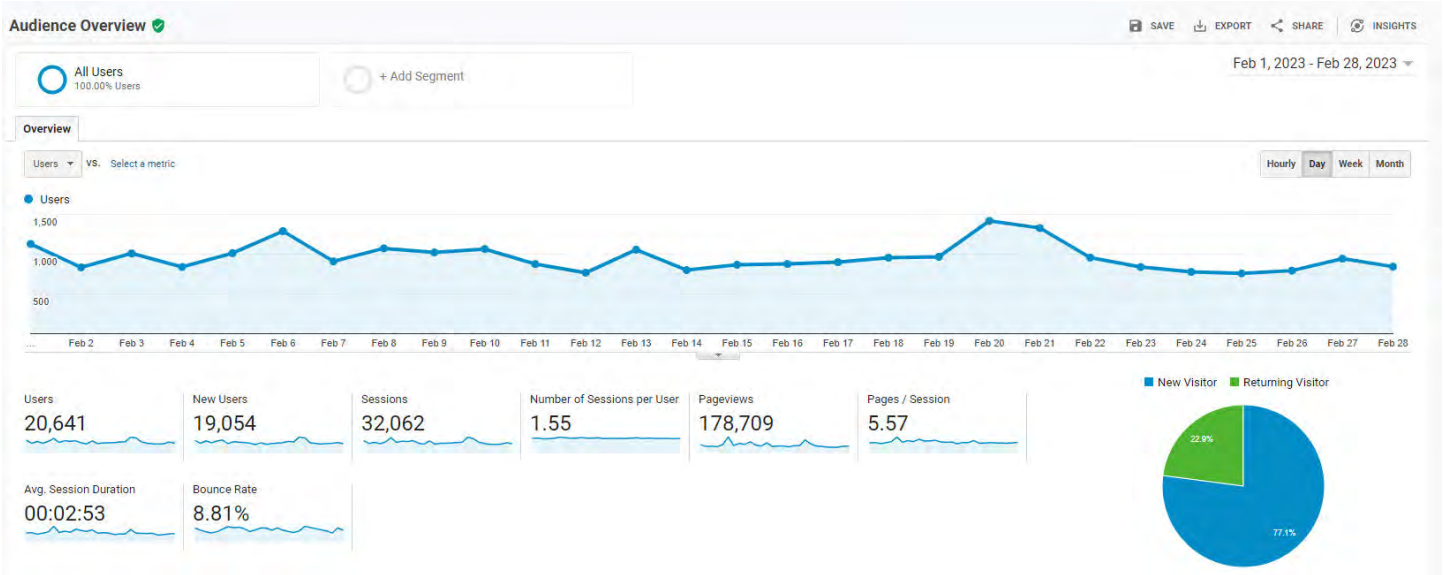 Audience Overview
SAVE EXPORT SHARE INSIGHTS
All Users
100.00% Users
+ Add Segment
Feb 1, 2023 - Feb 28, 2023
Overview
Users VS. Select a metric
Hourly Day Week Month
Users
1,500
1,000
500
... Feb 2 Feb 3 Feb 4 Feb 5 Feb 6 Feb 7 Feb 8 Feb 9 Feb 10 Feb 11 Feb 12 Feb 13 Feb 14 Feb 15 Feb 16 Feb 17 Feb 18 Feb 19 Feb 20 Feb 21 Feb 22 Feb 23 Feb 24 Feb 25 Feb 26 Feb 27 Feb 28
New Visitor Returning Visitor
Users New Users Sessions Number of Sessions per User Pageviews Pages / Session
20,641 19,054 32,062 1.55 178,709 5.57
22.9%
Avg. Session Duration Bounce Rate
00:02:53 8.81%
77.1%